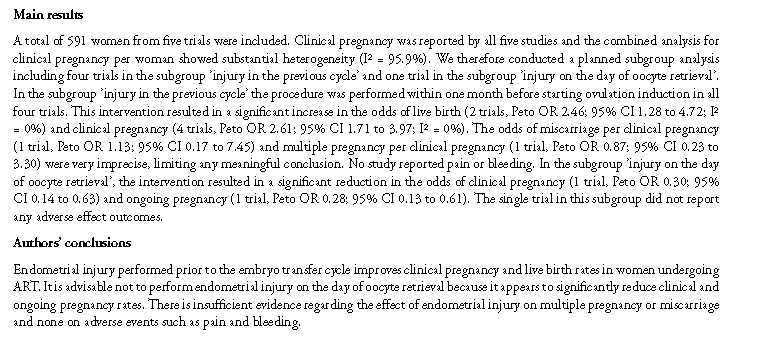 Main results
A total of 591 women from five trials were included. Clinical pregnancy was reported by all five studies and the combined analysis for
clinical pregnancy per woman showed substantial heterogeneity (I² = 95.9%). We therefore conducted a planned subgroup analysis
including four trials in the subgroup 'injury in the previous cycle' and one trial in the subgroup 'injury on the day of oocyte retrieval'.
In the subgroup 'injury in the previous cycle' the procedure was performed within one month before starting ovulation induction in all
four trials. This intervention resulted in a significant increase in the odds of live birth (2 trials, Peto OR 2.46; 95% CI 1.28 to 4.72; I²
= 0%) and clinical pregnancy (4 trials, Peto OR 2.61; 95% CI 1.71 to 3.97; I² = 0%). The odds of miscarriage per clinical pregnancy
(1 trial, Peto OR 1.13; 95% CI 0.17 to 7.45) and multiple pregnancy per clinical pregnancy (1 trial, Peto OR 0.87; 95% CI 0.23 to
3.30) were very imprecise, limiting any meaningful conclusion. No study reported pain or bleeding. In the subgroup 'injury on the day
of oocyte retrieval', the intervention resulted in a significant reduction in the odds of clinical pregnancy (1 trial, Peto OR 0.30; 95%
CI 0.14 to 0.63) and ongoing pregnancy (1 trial, Peto OR 0.28; 95% CI 0.13 to 0.61). The single trial in this subgroup did not report
any adverse effect outcomes.
Authors' conclusions
Endometrial injury performed prior to the embryo transfer cycle improves clinical pregnancy and live birth rates in women undergoing
ART. It is advisable not to perform endometrial injury on the day of oocyte retrieval because it appears to significantly reduce clinical and
ongoing pregnancy rates. There is insufficient evidence regarding the effect of endometrial injury on multiple pregnancy or miscarriage
and none on adverse events such as pain and bleeding.